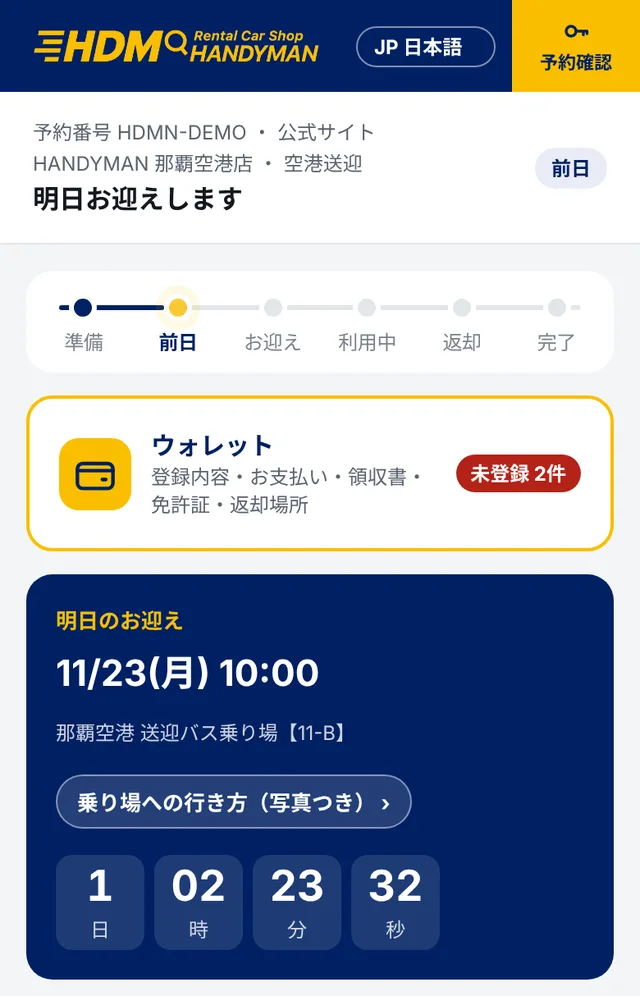 HDM Rental Car Shop
HANDYMAN
JP 日本語
予約確認
予約番号 HDMN-DEMO ・ 公式サイト
HANDYMAN 那覇空港店 ・ 空港送迎
明日お迎えします
前日
準備
前日
お迎え
利用中
返却
完了
ウォレット
登録内容・お支払い・領収書・
免許証・返却場所
未登録 2件
明日のお迎え
11/23(月) 10:00
那覇空港 送迎バス乗り場【11-B】
乗り場への行き方（写真つき） ›
1
日
02
時
23
分
32
秒